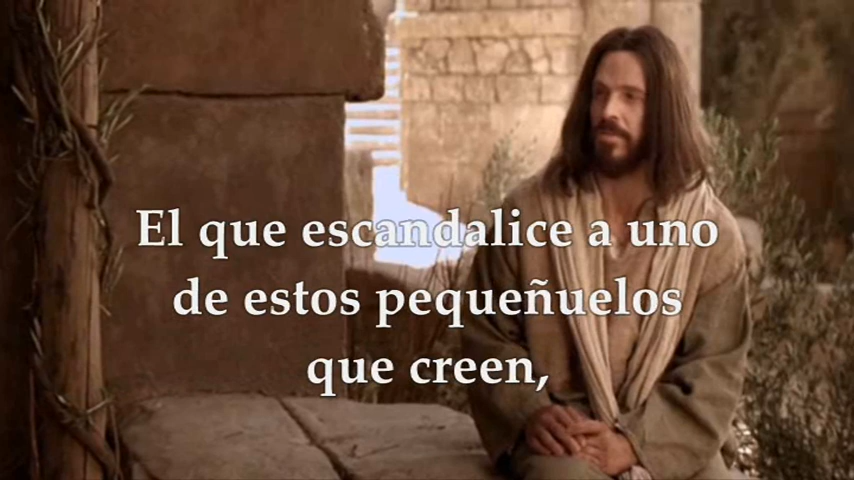 El que escandalice a uno
de estos pequeñuelos
que creen,